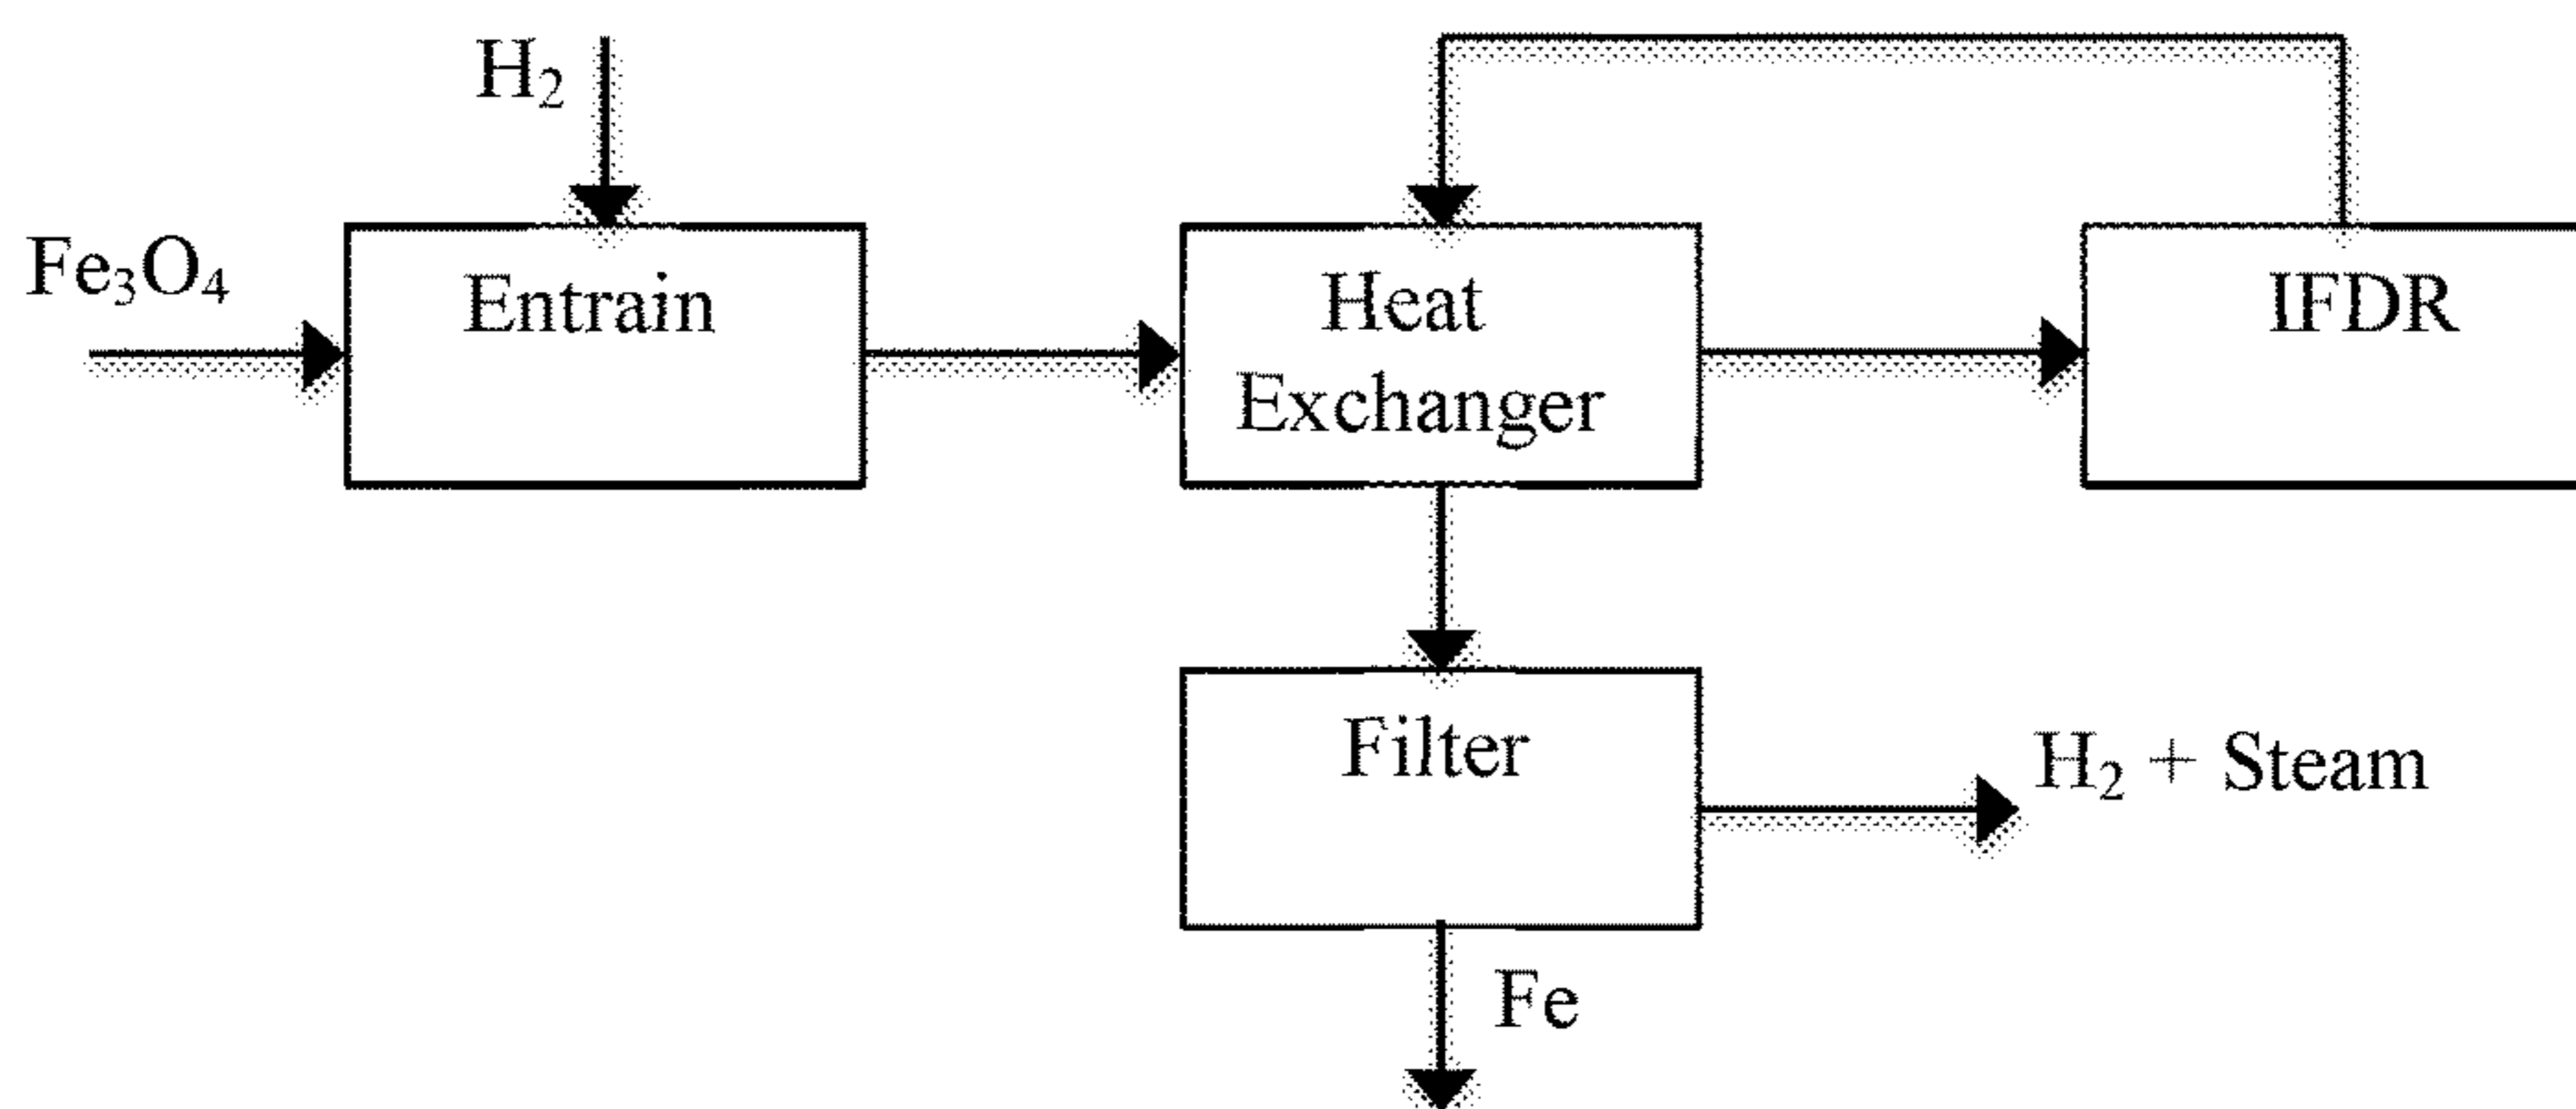 H₂
Fe₃O₄
Entrain
Heat
Exchanger
IFDR
Filter
H₂ + Steam
Fe